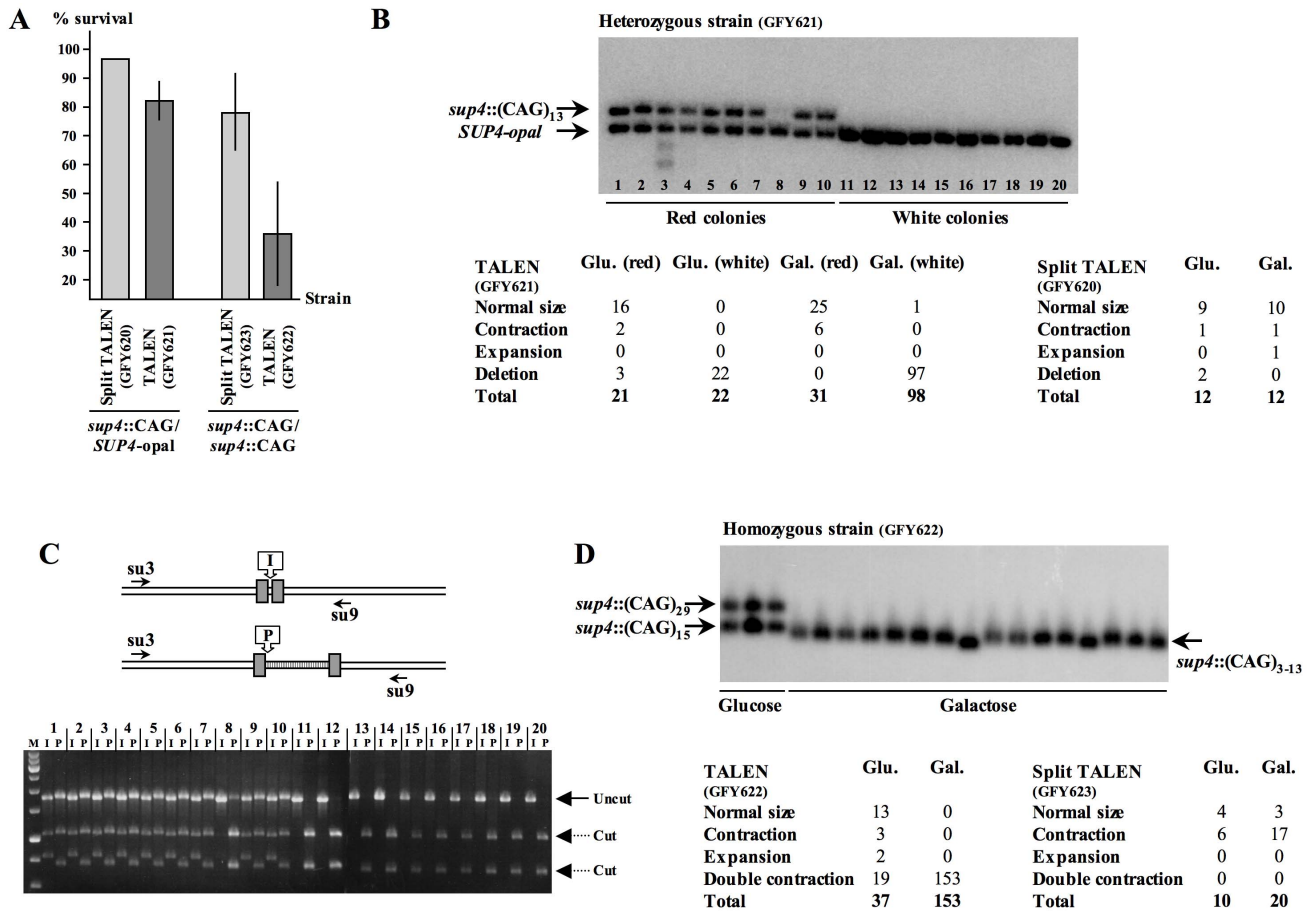 A
% survival
100
90
80
70
60
50
40
30
20
Strain
Split TALEN (GFY620)
TALEN (GFY621)
Split TALEN (GFY623)
TALEN (GFY622)
sup4::CAG/ SUP4-opal
sup4::CAG/ sup4::CAG
B
Heterozygous strain (GFY621)
sup4::(CAG)13
SUP4-opal
1 2 3 4 5 6 7 8 9 10 11 12 13 14 15 16 17 18 19 20
Red colonies White colonies
TALEN (GFY621) Glu. (red) Glu. (white) Gal. (red) Gal. (white)
Normal size 16 0 25 1
Contraction 2 0 6 0
Expansion 0 0 0 0
Deletion 3 22 0 97
Total 21 22 31 98
Split TALEN (GFY620) Glu. Gal.
Normal size 9 10
Contraction 1 1
Expansion 0 1
Deletion 2 0
Total 12 12
C
su3
I
su9
su3
P
su9
1 2 3 4 5 6 7 8 9 10 11 12 13 14 15 16 17 18 19 20
M I P I P I P I P I P I P I P I P I P I P I P I P I P I P I P I P I P I P I P I P
Uncut
Cut
Cut
D
Homozygous strain (GFY622)
sup4::(CAG)29
sup4::(CAG)15
sup4::(CAG)3-13
Glucose Galactose
TALEN (GFY622) Glu. Gal.
Normal size 13 0
Contraction 3 0
Expansion 2 0
Double contraction 19 153
Total 37 153
Split TALEN (GFY623) Glu. Gal.
Normal size 4 3
Contraction 6 17
Expansion 0 0
Double contraction 0 0
Total 10 20